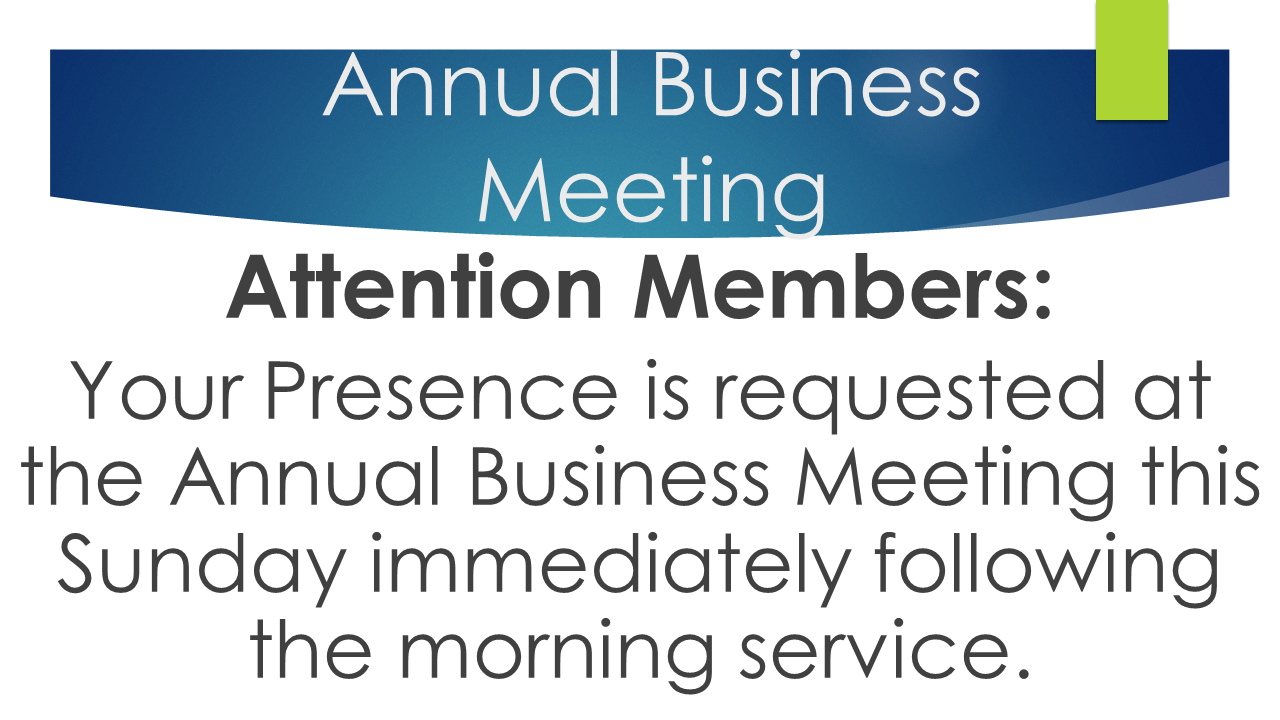 Annual Business
Meeting
Attention Members:
Your Presence is requested at
the Annual Business Meeting this
Sunday immediately following
the morning service.